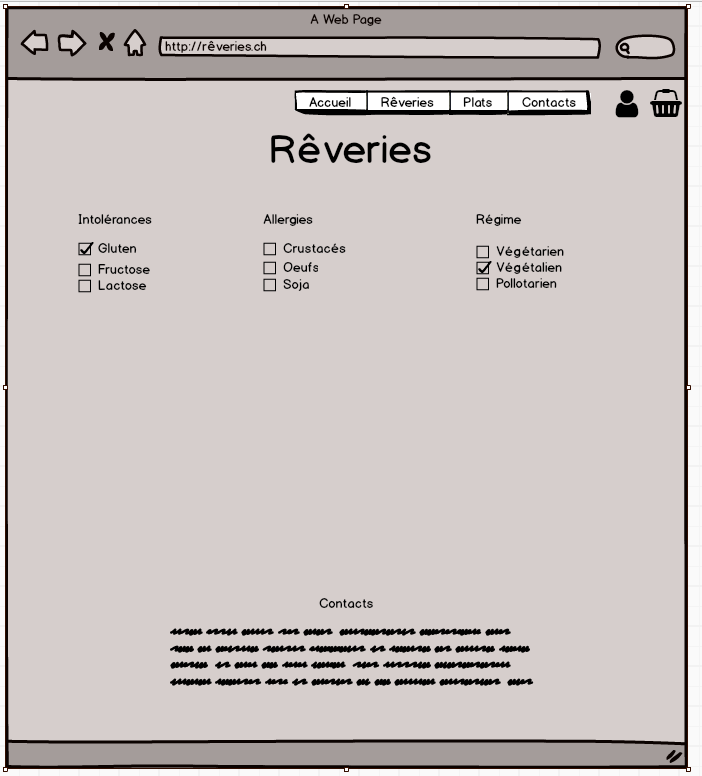 A Web Page
http://rêveries.ch
Accueil Rêveries Plats Contacts
Rêveries
Intolérances Allergies Régime
Gluten Crustacés Végétarien
Fructose Oeufs Végétalien
Lactose Soja Pollotarien
Contacts